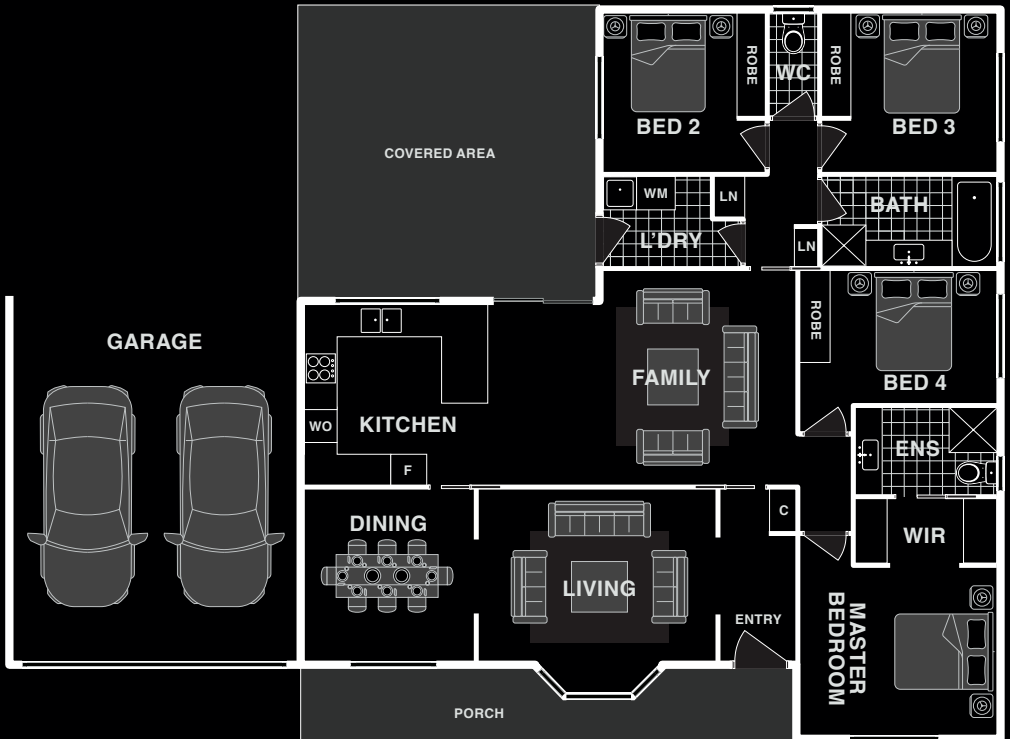 ROBE
WC
ROBE
BED 2
BED 3
COVERED AREA
WM
LN
BATH
L'DRY
LN
ROBE
GARAGE
FAMILY
BED 4
KITCHEN
WO
ENS
F
C
DINING
WIR
LIVING
ENTRY
MASTER
BEDROOM
PORCH